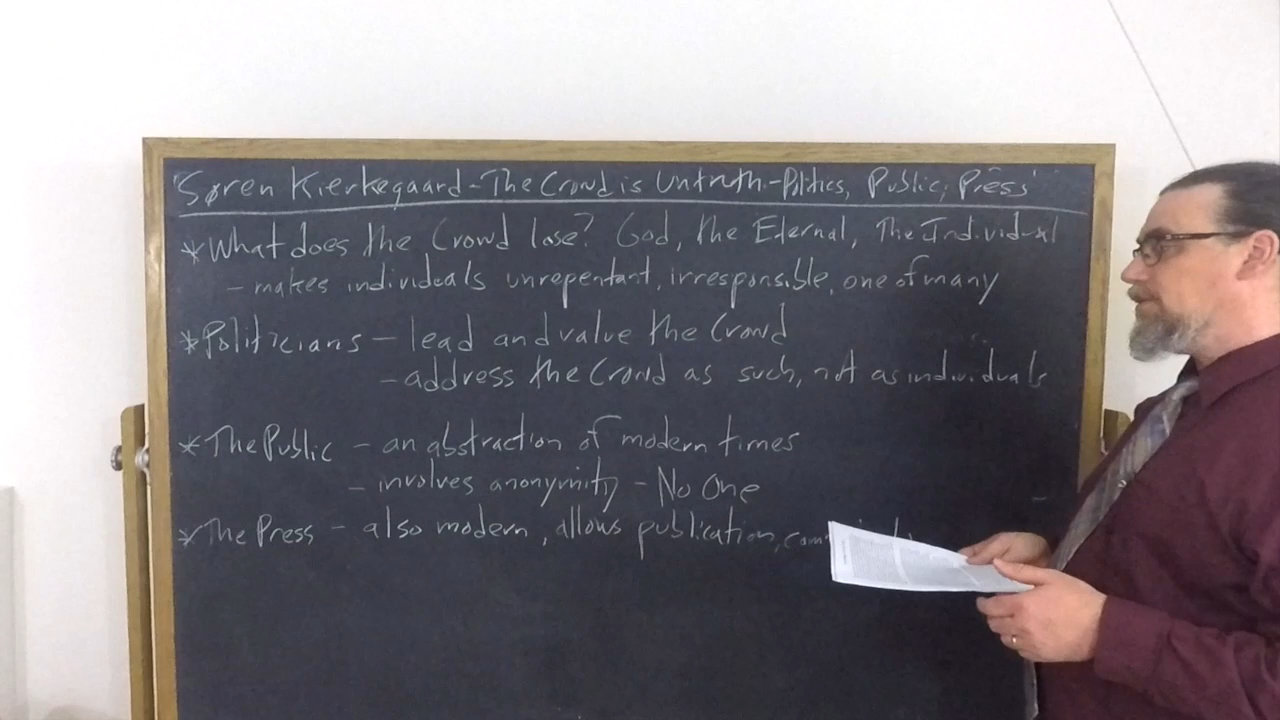 Søren Kierkegaard - The Crowd is Untruth - Politics, Public, Press
* What does the Crowd lose? God, the Eternal, The Individual
- makes individuals unrepentant, irresponsible, one of many
* Politicians - lead and value the Crowd
- address the Crowd as such, not as individuals
* The Public - an abstraction of modern times
- involves anonymity - No One
* The Press - also modern, allows publication,